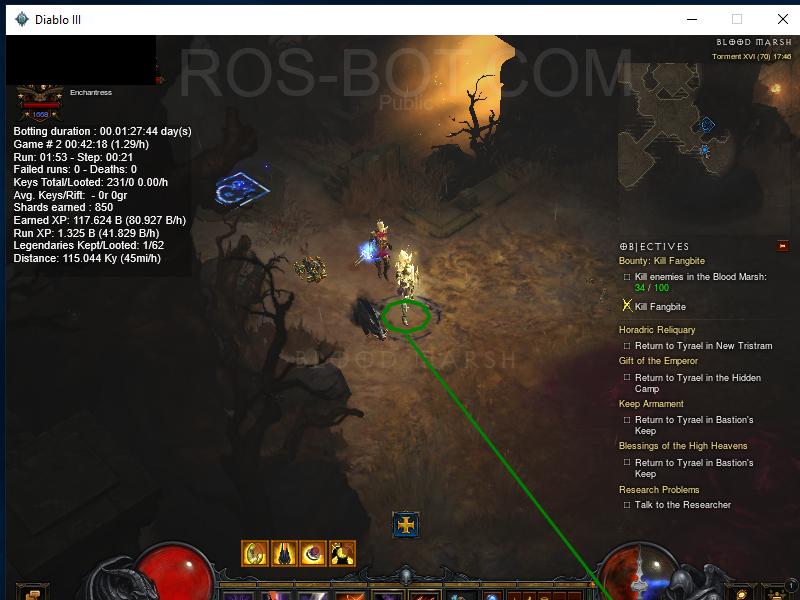 Diablo III
BLOOD MARSH
Torment XVI (70) 17:46
ROS-BOT.COM
Public
Enchantress
1668
Botting duration : 00.01:27:44 day(s)
Game # 2 00:42:18 (1.29/h)
Run: 01:53 - Step: 00:21
Failed runs: 0 - Deaths: 0
Keys Total/Looted: 231/0 0.00/h
Avg. Keys/Rift: - 0r 0gr
Shards earned : 850
Earned XP: 117.624 B (80.927 B/h)
Run XP: 1.325 B (41.829 B/h)
Legendaries Kept/Looted: 1/62
Distance: 115.044 Ky (45mi/h)
BLOOD MARSH
OBJECTIVES
Bounty: Kill Fangbite
Kill enemies in the Blood Marsh:
34 / 100
Kill Fangbite
Horadric Reliquary
Return to Tyrael in New Tristram
Gift of the Emperor
Return to Tyrael in the Hidden
Camp
Keep Armament
Return to Tyrael in Bastion's
Keep
Blessings of the High Heavens
Return to Tyrael in Bastion's
Keep
Research Problems
Talk to the Researcher
1